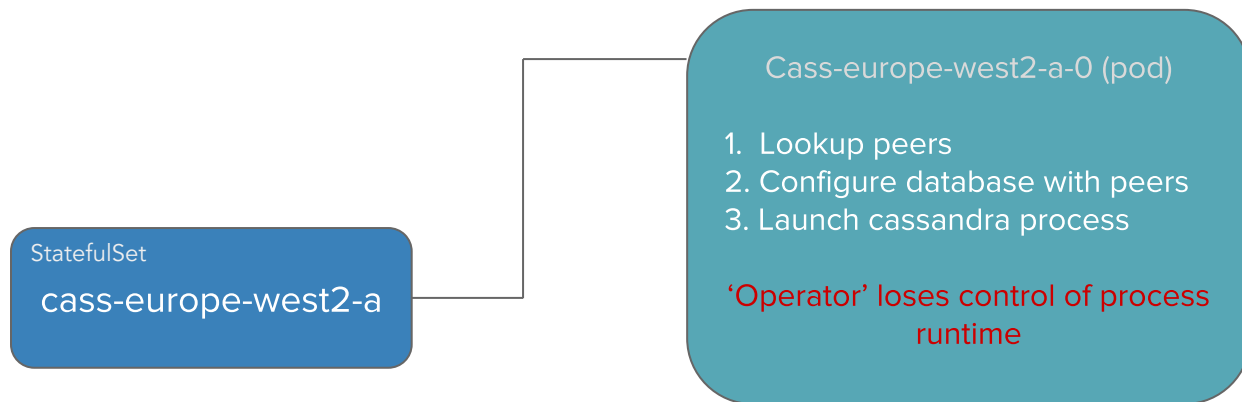 Cass-europe-west2-a-0 (pod)
1. Lookup peers
2. Configure database with peers
3. Launch cassandra process
StatefulSet
cass-europe-west2-a
‘Operator’ loses control of process
runtime